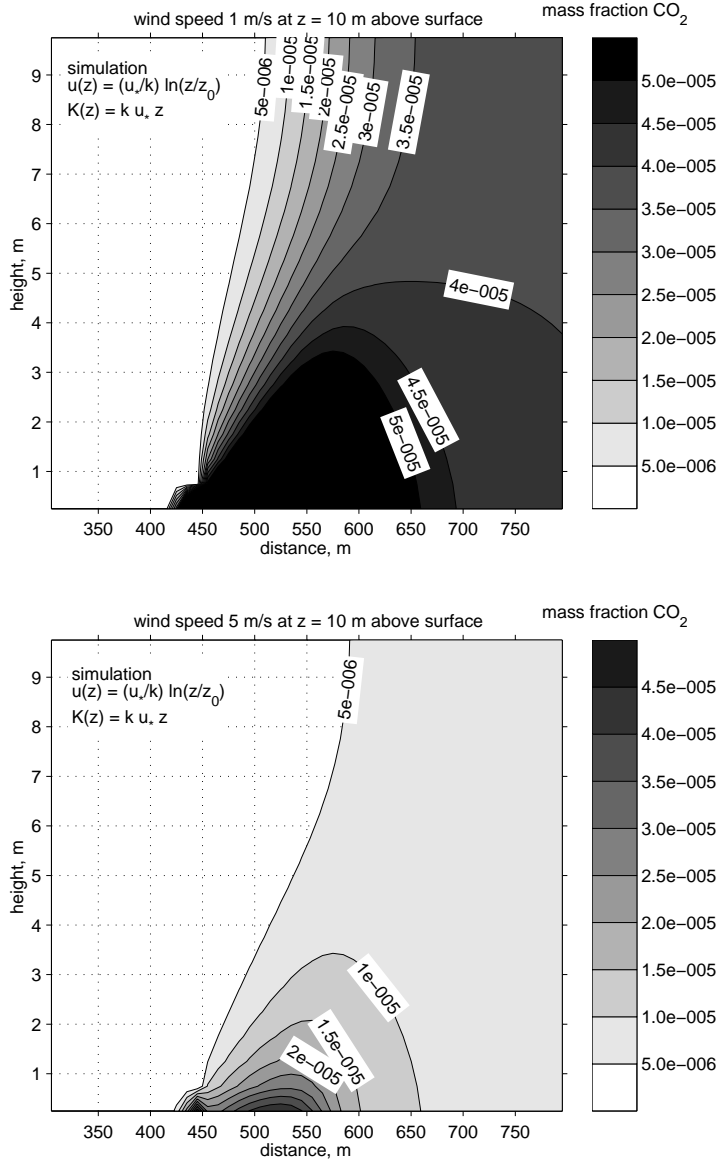 wind speed 1 m/s at z = 10 m above surface
mass fraction CO₂
simulation
u(z) = (u*/k) ln(z/z₀)
K(z) = k u* z
5e−006
1e−005
1.5e−005
2e−005
2.5e−005
3e−005
3.5e−005
4e−005
4.5e−005
5e−005
9
8
7
6
5
4
3
2
1
height, m
350 400 450 500 550 600 650 700 750
distance, m
5.0e−005
4.5e−005
4.0e−005
3.5e−005
3.0e−005
2.5e−005
2.0e−005
1.5e−005
1.0e−005
5.0e−006
wind speed 5 m/s at z = 10 m above surface
mass fraction CO₂
simulation
u(z) = (u*/k) ln(z/z₀)
K(z) = k u* z
5e−006
1e−005
1.5e−005
2e−005
9
8
7
6
5
4
3
2
1
height, m
350 400 450 500 550 600 650 700 750
distance, m
4.5e−005
4.0e−005
3.5e−005
3.0e−005
2.5e−005
2.0e−005
1.5e−005
1.0e−005
5.0e−006